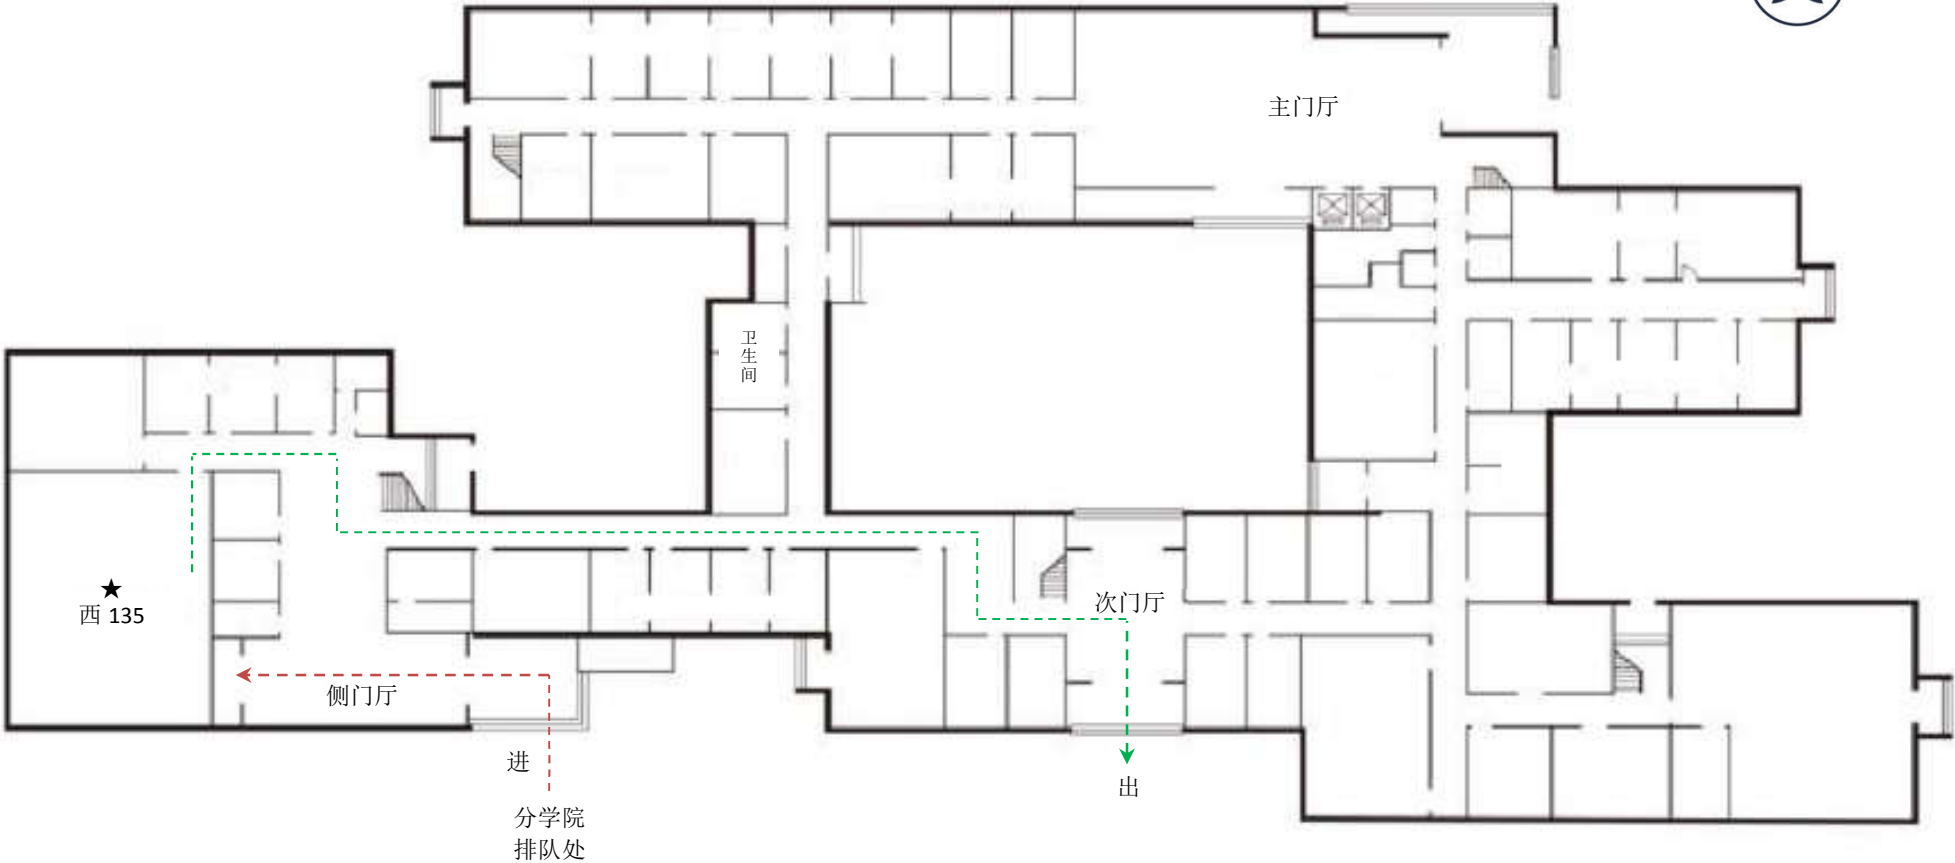 主门厅
卫
生
间
★
西 135
次门厅
侧门厅
进
出
分学院
排队处